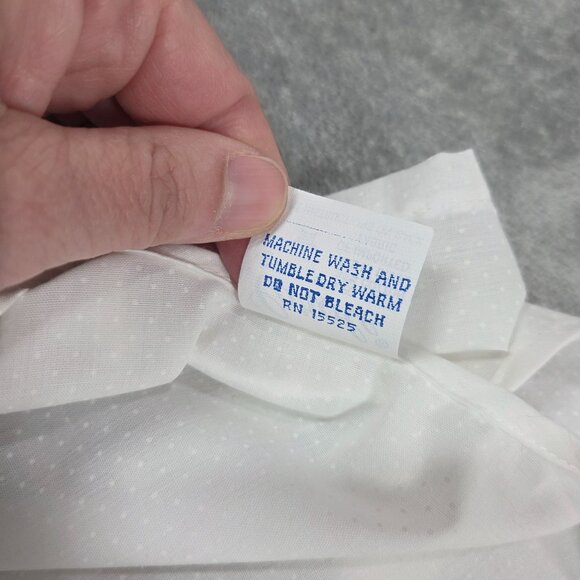 MACHINE WASH AND
TUMBLE DRY WARM
DO NOT BLEACH
RN 15525